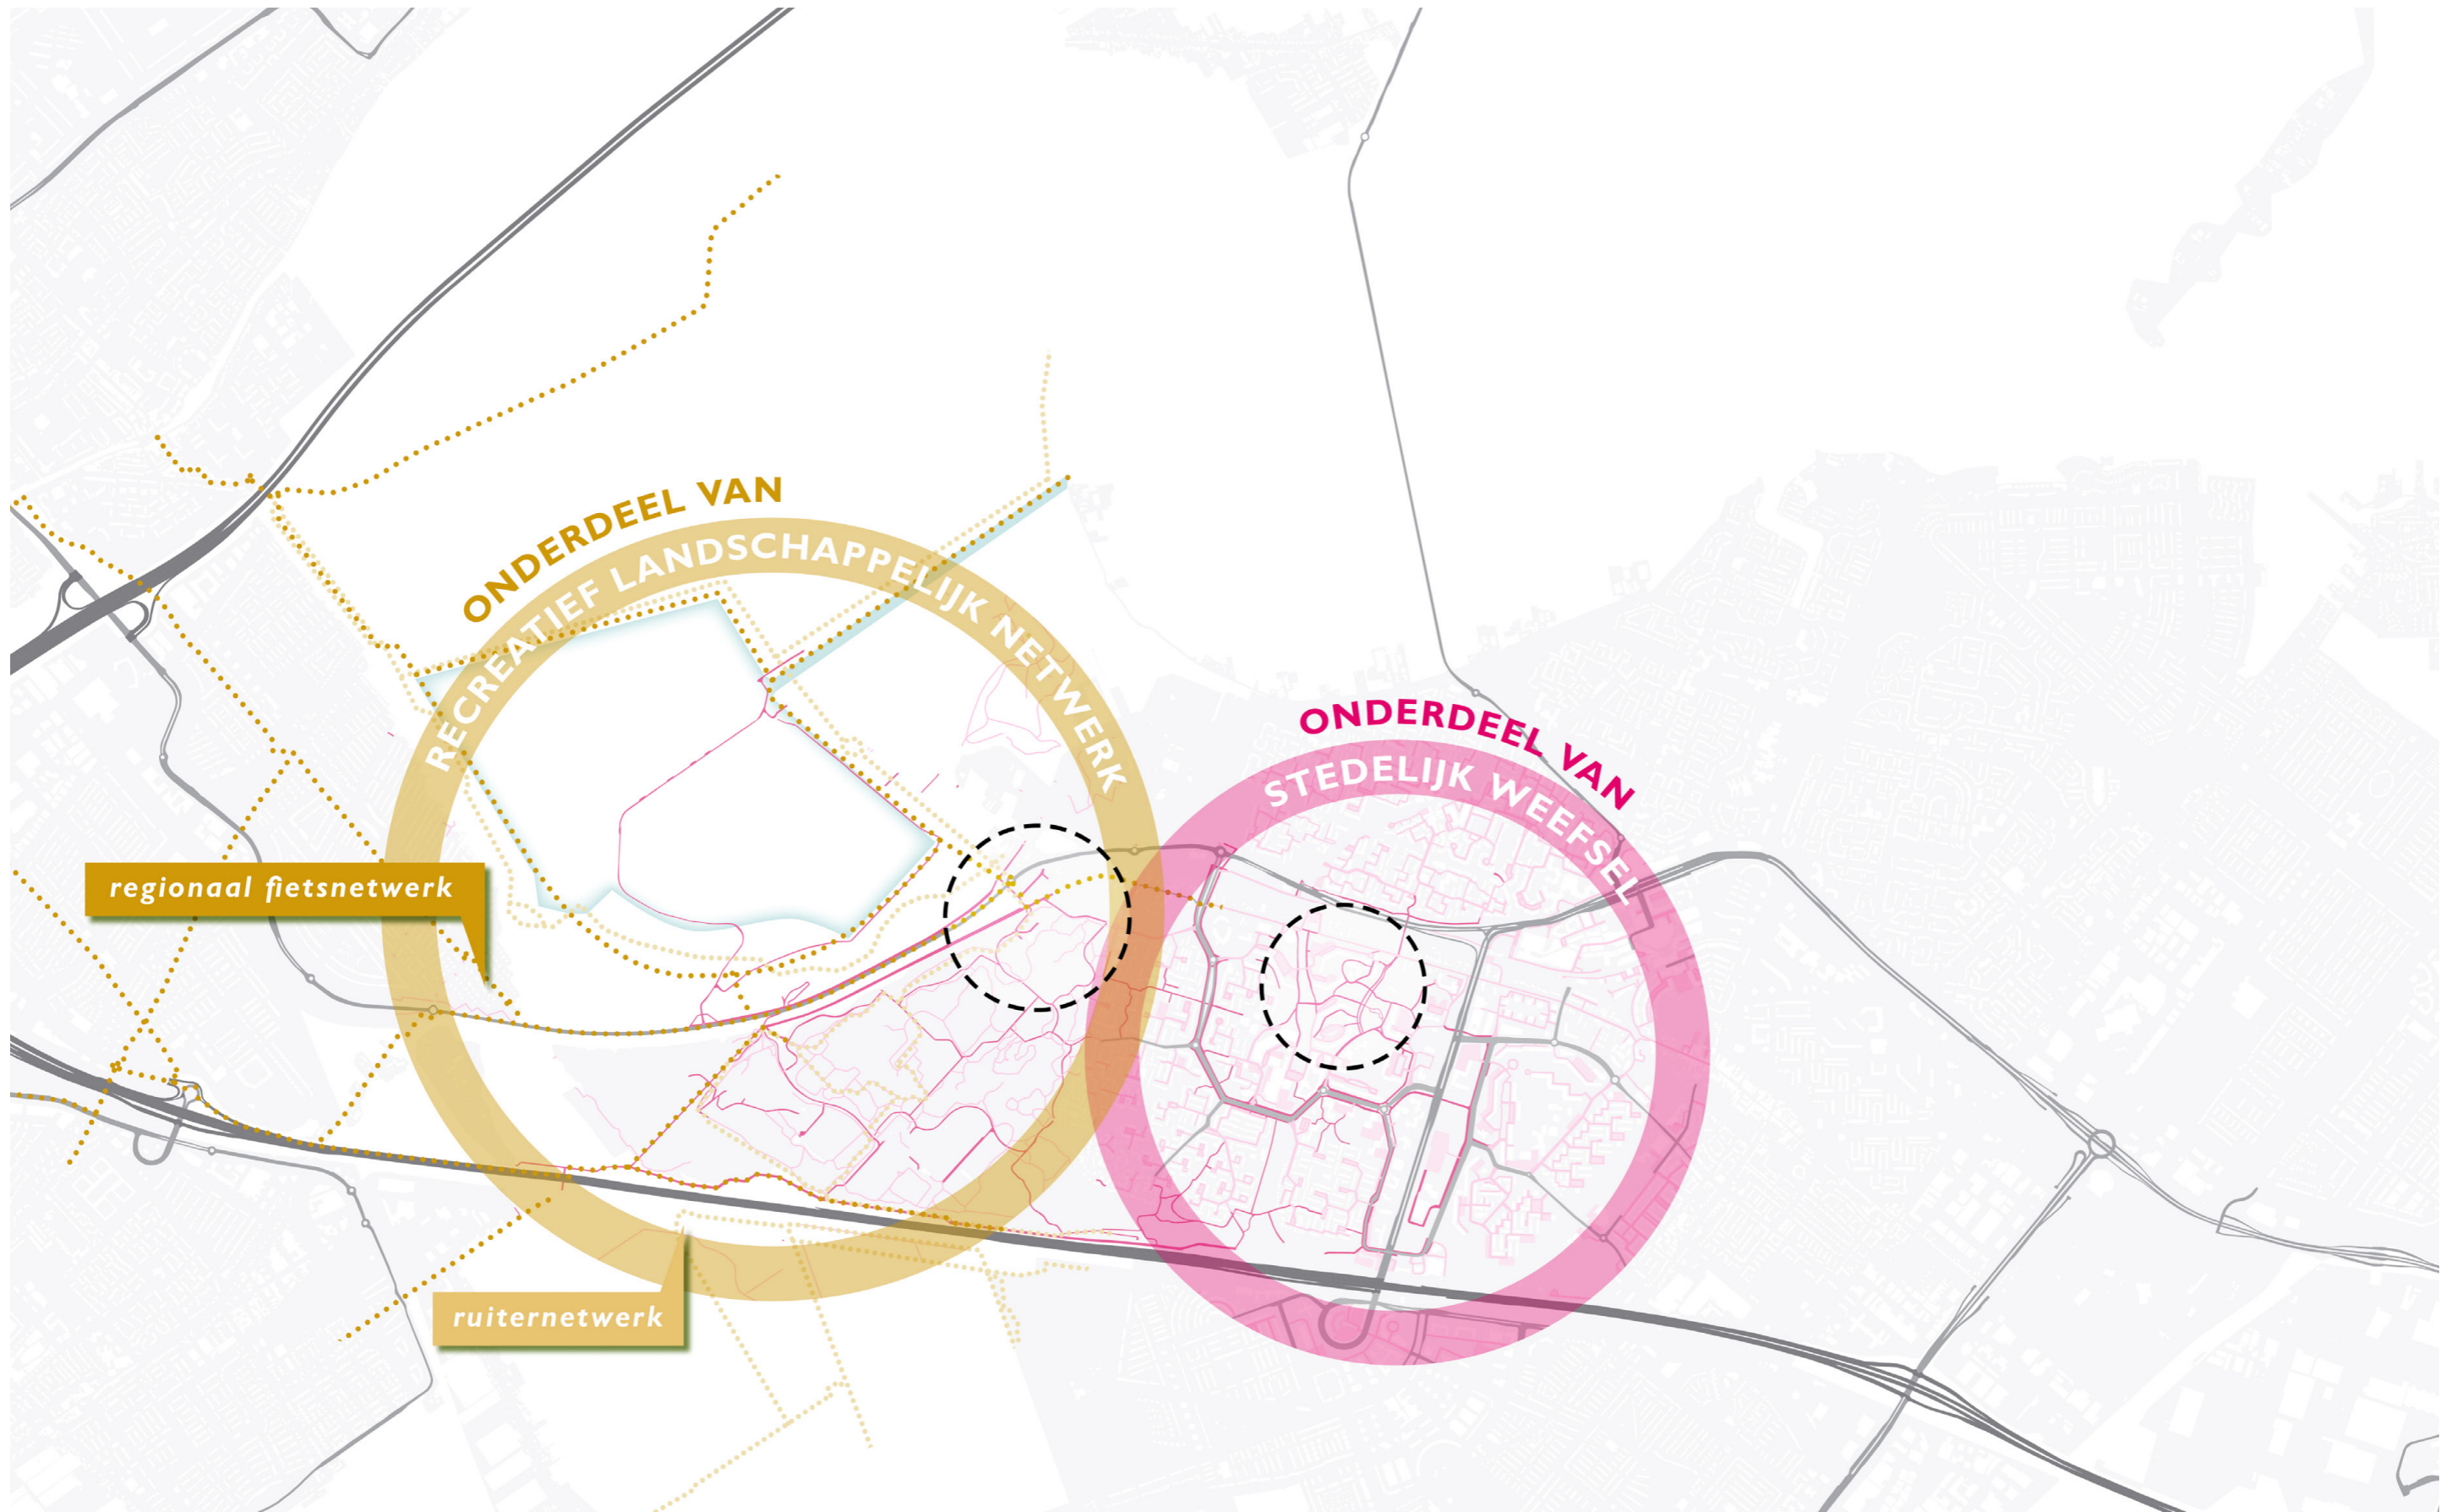 ONDERDEEL VAN
RECREATIEF LANDSCHAPPELIJK NETWERK
ONDERDEEL VAN
STEDELIJK WEEFSEL
regionaal fietsnetwerk
ruiternetwerk